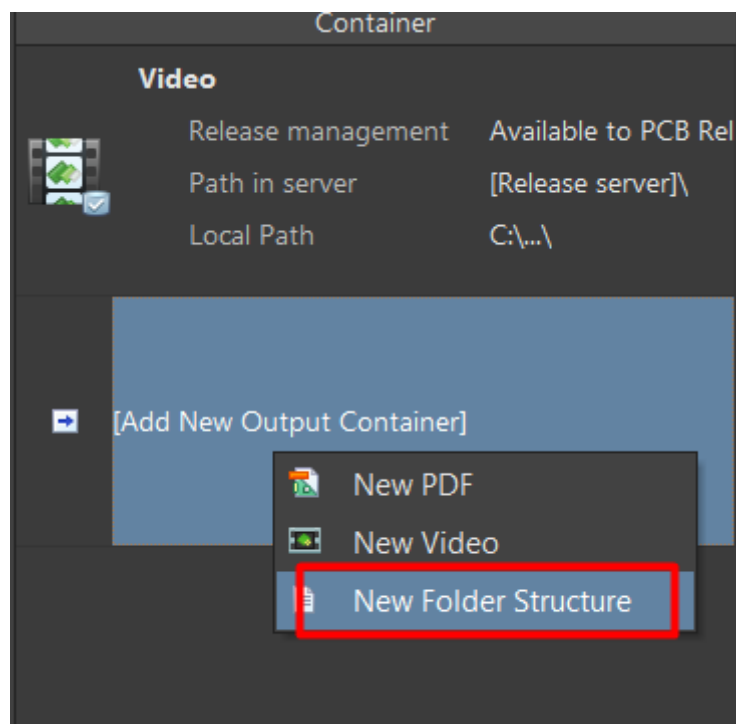 Container
Video
Release management Available to PCB Rel
Path in server [Release server]\
Local Path C:\...\
[Add New Output Container]
New PDF
New Video
New Folder Structure